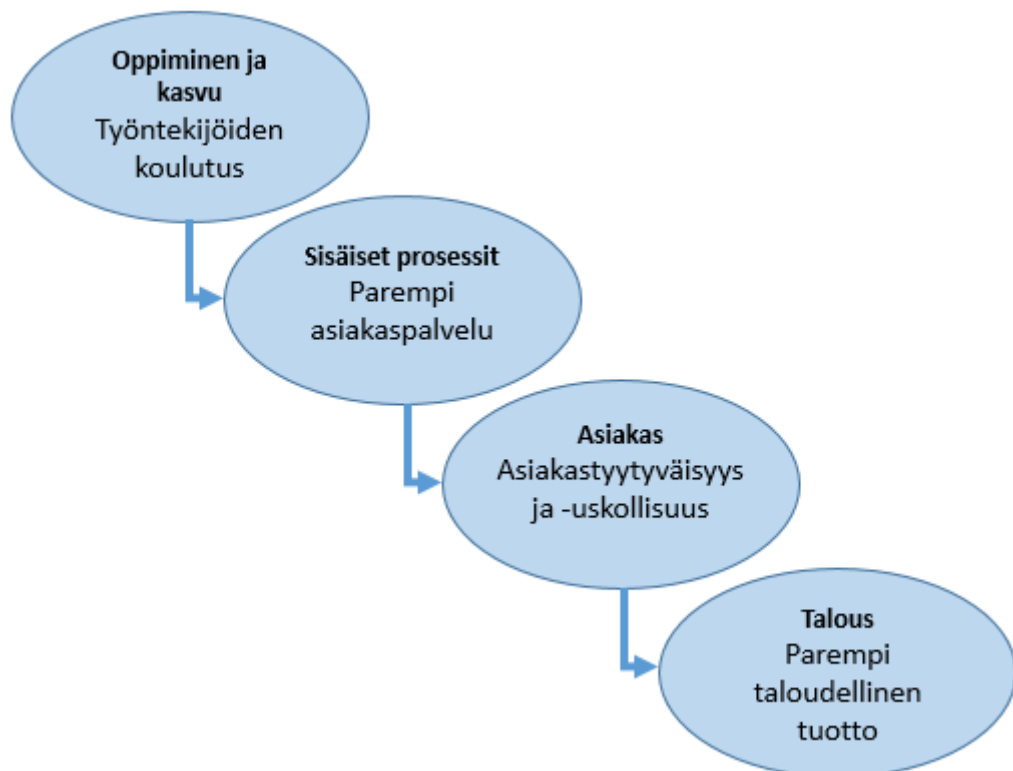 Oppiminen ja
kasvu
Työntekijöiden
koulutus
Sisäiset prosessit
Parempi
asiakaspalvelu
Asiakas
Asiakastyytyväisyys
ja -uskollisuus
Talous
Parempi
taloudellinen
tuotto